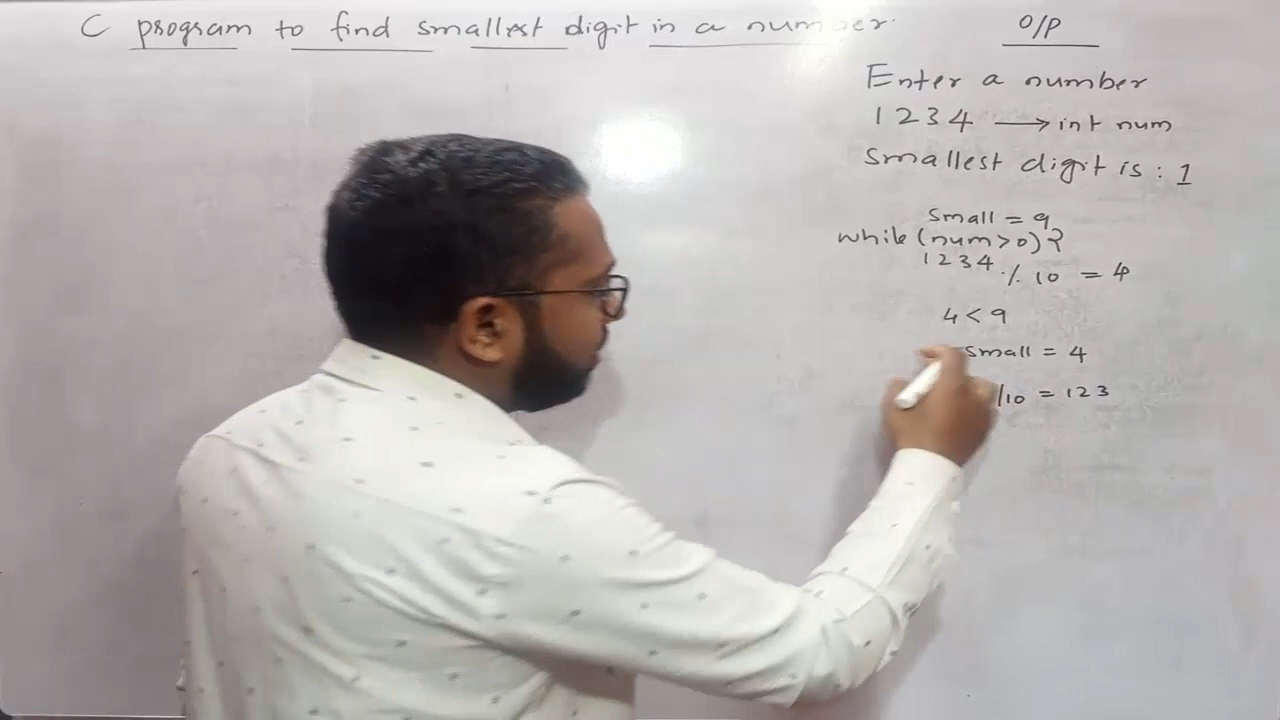 C program to find smallest digit in a number.
O/P
Enter a number
1234 → int num
Smallest digit is : 1
Small = 9
while (num>0) {
1234 % 10 = 4
4 < 9
Small = 4
/10 = 123